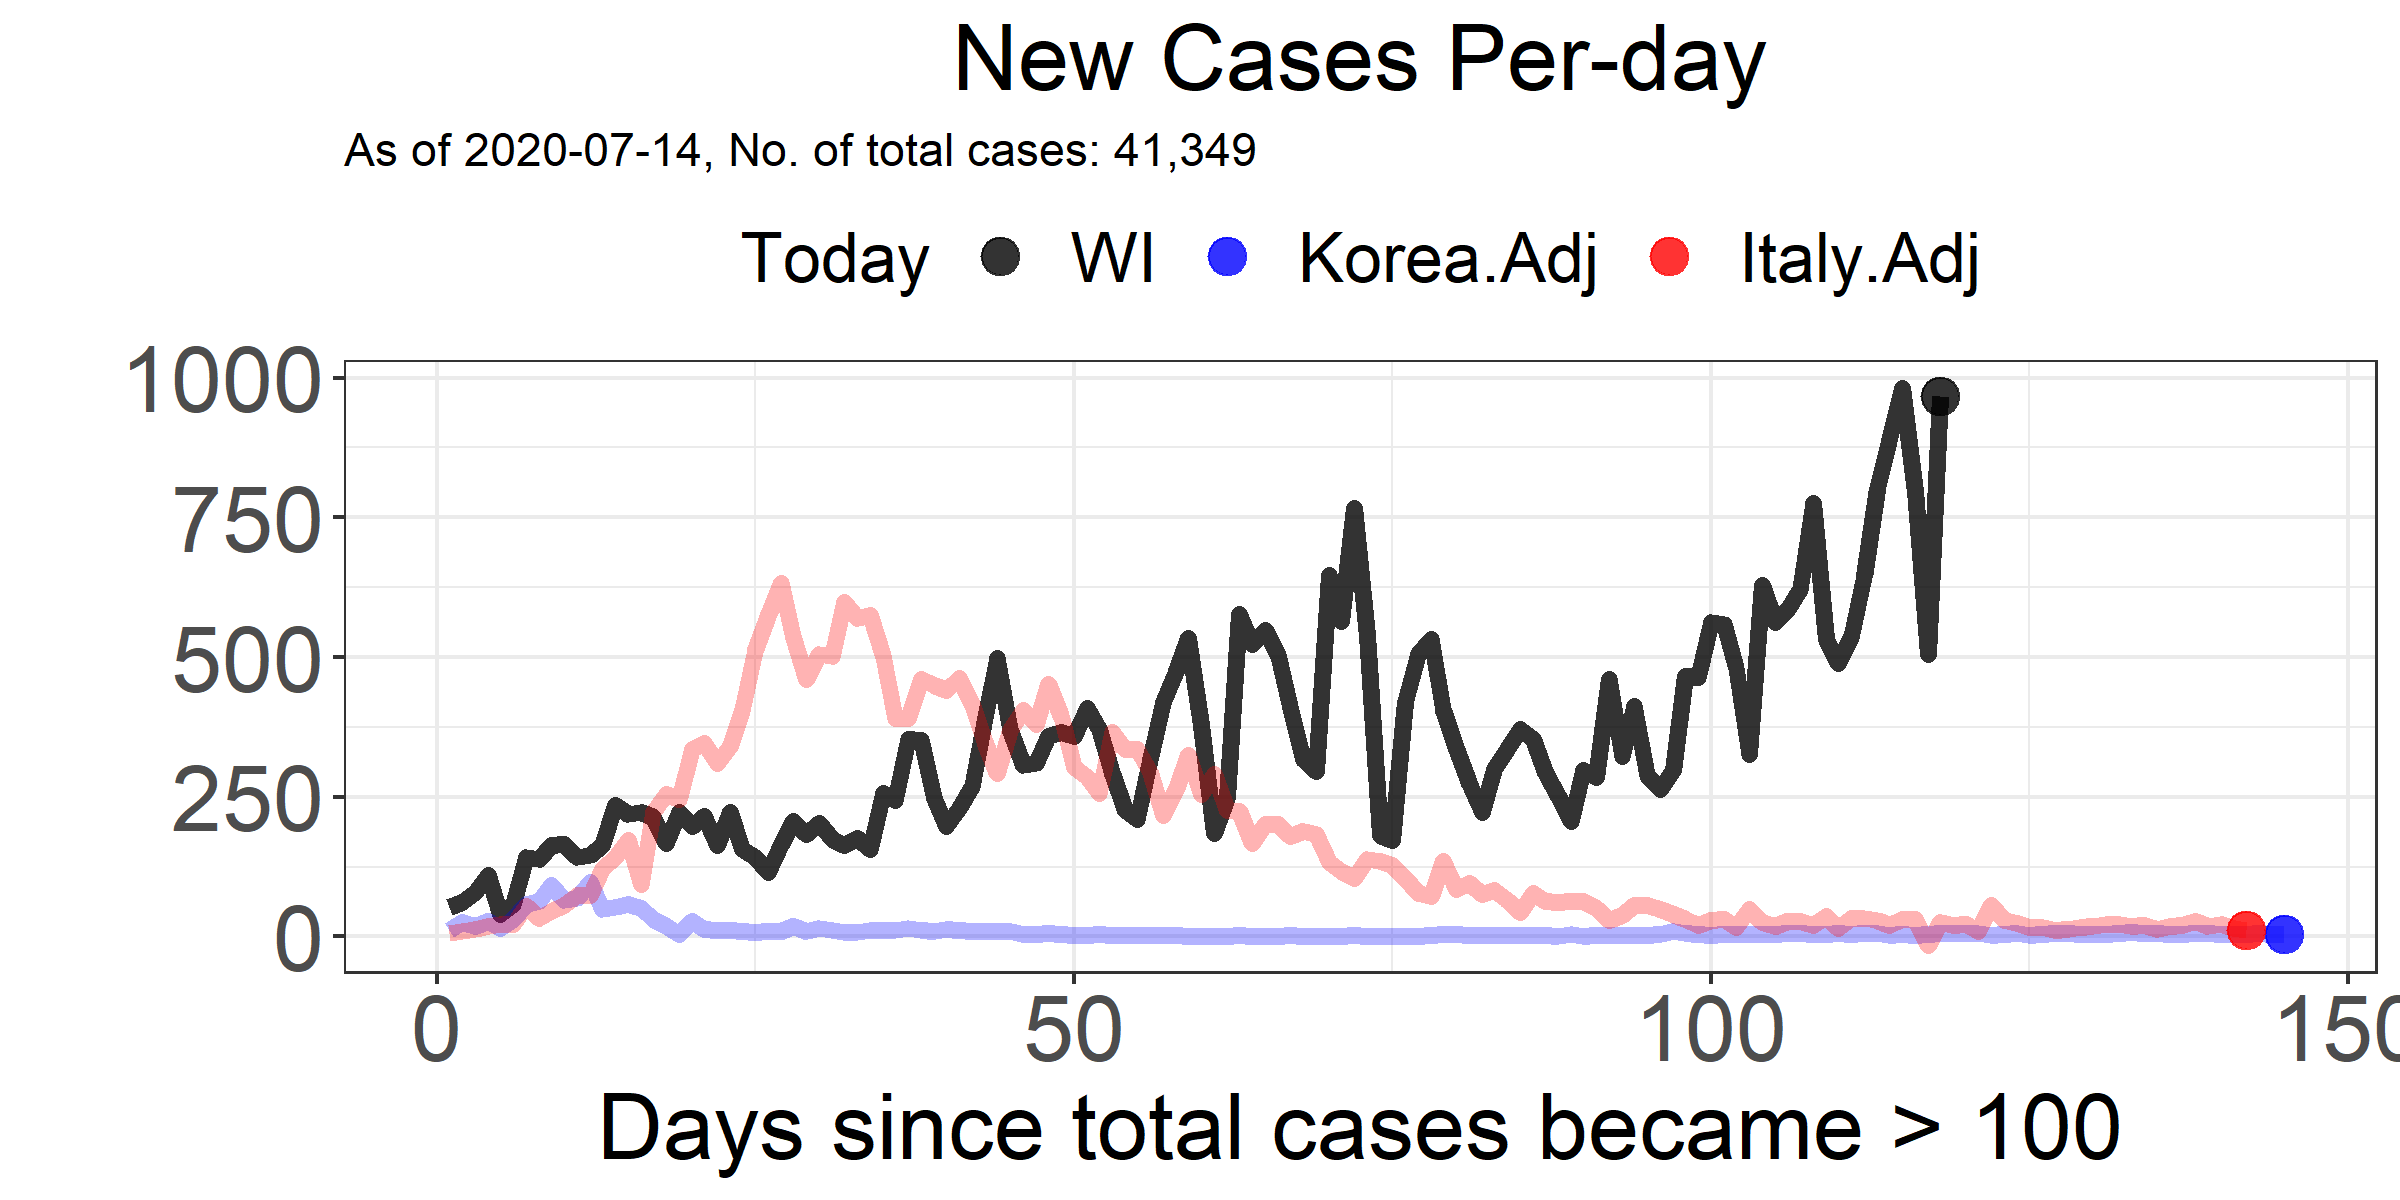 New Cases Per-day
As of 2020-07-14, No. of total cases: 41,349
Today WI Korea.Adj Italy.Adj
1000
750
500
250
0
0 50 100 150
Days since total cases became > 100